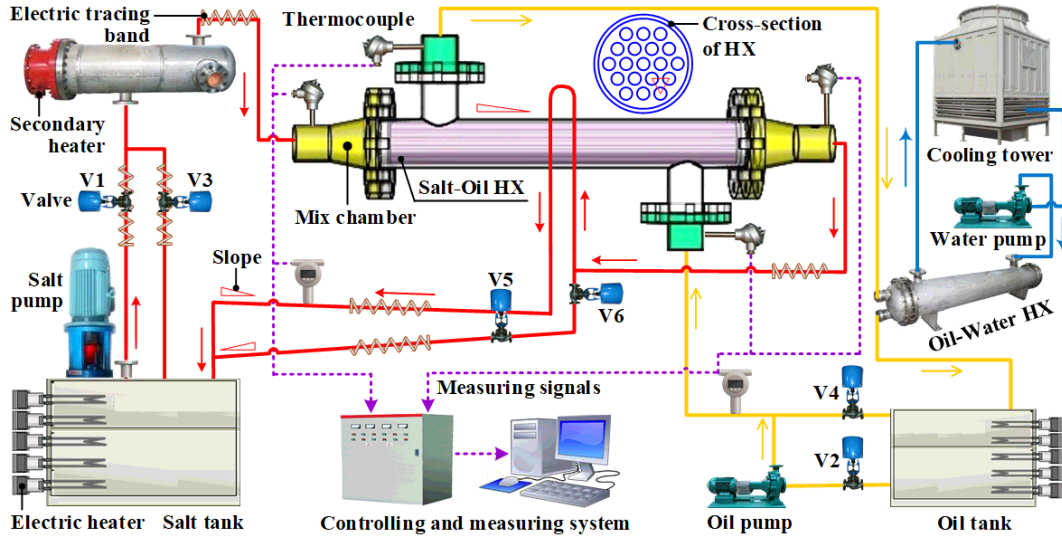 Electric tracing
band
Thermocouple
Cross-section
of HX
Secondary
heater
Cooling tower
V1
V3
Valve
Salt-Oil HX
Mix chamber
Water pump
Salt
pump
Slope
V5
V6
Oil-Water HX
Measuring signals
V4
V2
Electric heater
Salt tank
Controlling and measuring system
Oil pump
Oil tank